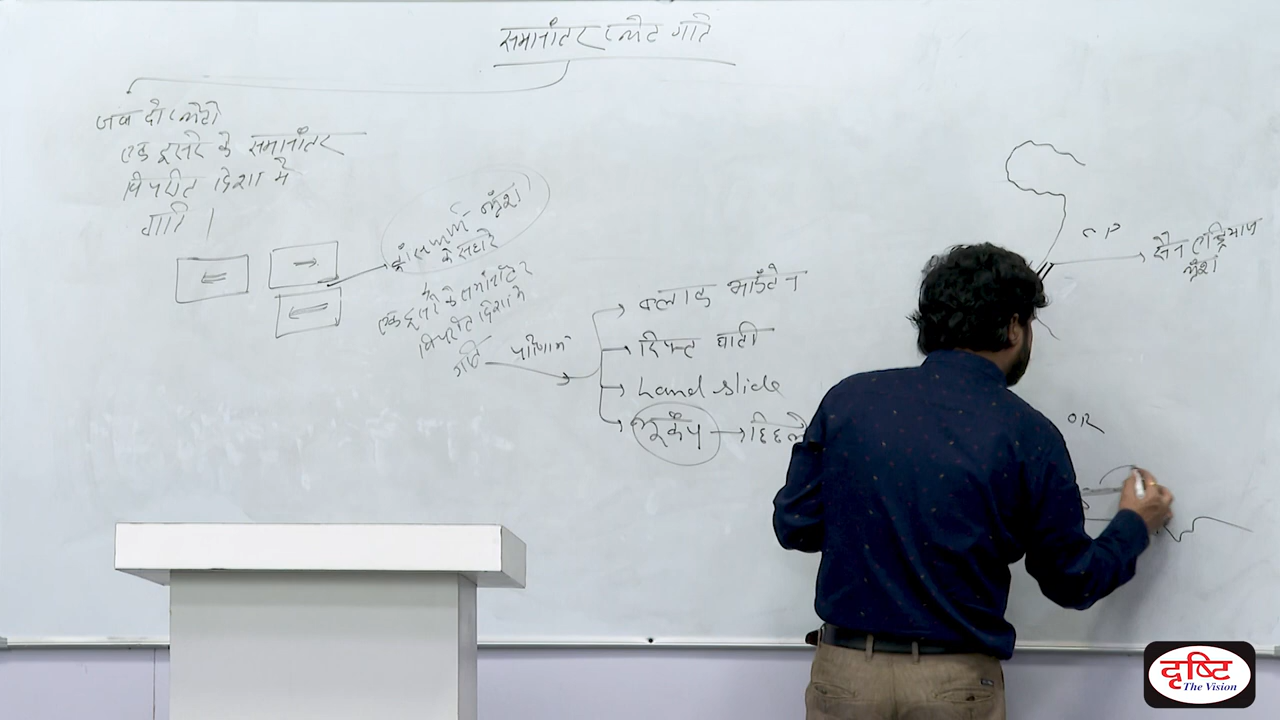 समानांतर प्लेट गति
जब दो प्लेटों
एक दूसरे के समानांतर
विपरीत दिशा में
गति ।
भ्रंश
के सहारे
एक दूसरे के समांतर
विपरीत दिशा में
गति
परिणाम
ब्लाक माउंटेन
रिफ्ट घाटी
Land slide
भूकंप
CP
सेन एंड्रियाज
भ्रंश
OR
दृष्टि
The Vision